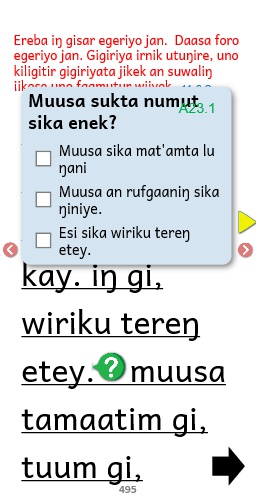 Ereba iŋ gisar egeriyo jan.  Daasa foro
egeriyo jan. Gigiriya irnik utuŋire, uno
kiligitir gigiriyata jikek an suwaliŋ
Muusa sukta numut
A23.1
sika enek?
Muusa sika mat'amta lu
ŋani
Muusa an rufgaaniŋ sika
ŋiniye.
Esi sika wiriku tereŋ
etey.
kay. iŋ gi,
wiriku tereŋ
etey. ? muusa
tamaatim gi,
tuum gi,
495